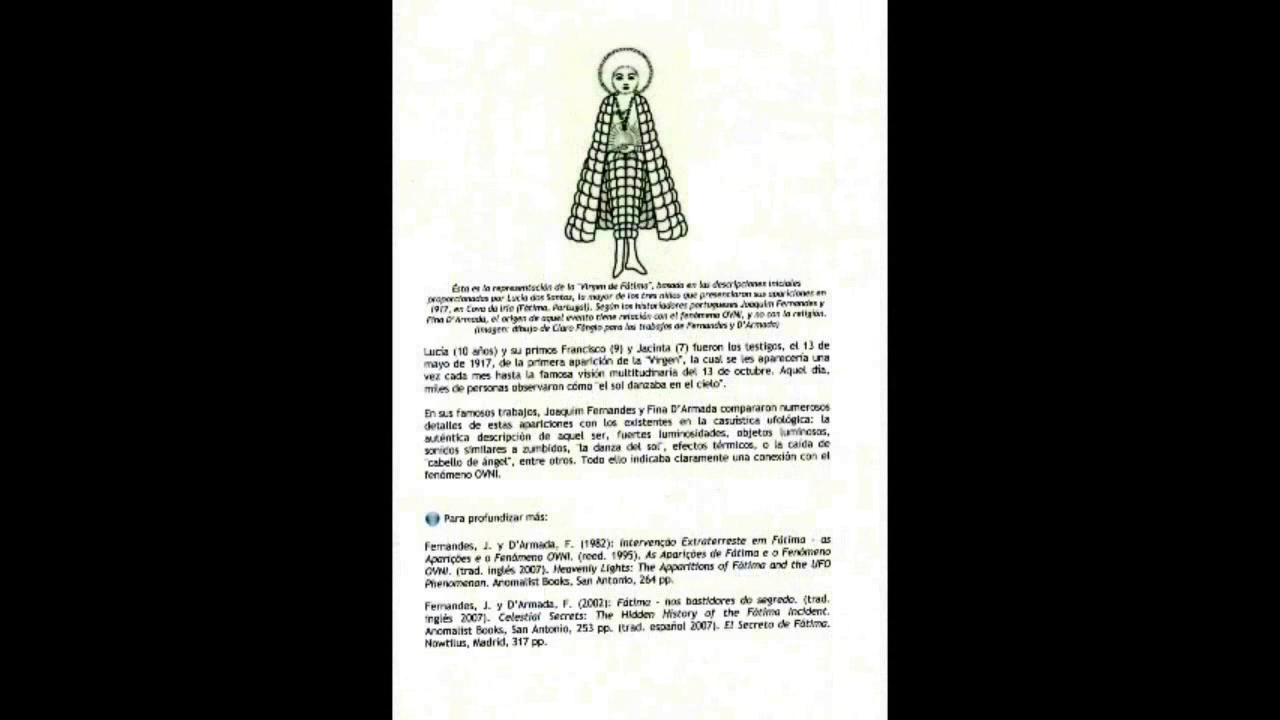 Ésta es la representación de la "Virgen de Fátima", basada en las descripciones iniciales
proporcionadas por Lucía dos Santos, la mayor de los tres niños que presenciaron sus apariciones en
1917, en Cova da Iria (Fátima, Portugal). Según los historiadores portugueses Joaquim Fernandes y
Fina D'Armada, el origen de aquel evento tiene relación con el fenómeno OVNI, y no con la religión.
(Imagen: dibujo de Claro Fângio para los trabajos de Fernandes y D'Armada)
Lucía (10 años) y su primos Francisco (9) y Jacinta (7) fueron los testigos, el 13 de
mayo de 1917, de la primera aparición de la "Virgen", la cual se les aparecería una
vez cada mes hasta la famosa visión multitudinaria del 13 de octubre. Aquel día,
miles de personas observaron cómo "el sol danzaba en el cielo".
En sus famosos trabajos, Joaquim Fernandes y Fina D'Armada compararon numerosos
detalles de estas apariciones con los existentes en la casuística ufológica: la
auténtica descripción de aquel ser, fuertes luminosidades, objetos luminosos,
sonidos similares a zumbidos, "la danza del sol", efectos térmicos, o la caída de
"cabello de ángel", entre otros. Todo ello indicaba claramente una conexión con el
fenómeno OVNI.
Para profundizar más:
Fernandes, J. y D'Armada, F. (1982): Intervenção Extraterreste em Fátima - as
Aparições e o Fenómeno OVNI. (reed. 1995). As Aparições de Fátima e o Fenómeno
OVNI. (trad. inglés 2007). Heavenly Lights: The Apparitions of Fátima and the UFO
Phenomenon. Anomalist Books, San Antonio, 264 pp.
Fernandes, J. y D'Armada, F. (2002): Fátima - nos bastidores do segredo. (trad.
inglés 2007). Celestial Secrets: The Hidden History of the Fátima Incident.
Anomalist Books, San Antonio, 253 pp. (trad. español 2007). El Secreto de Fátima.
Nowtilus, Madrid, 317 pp.